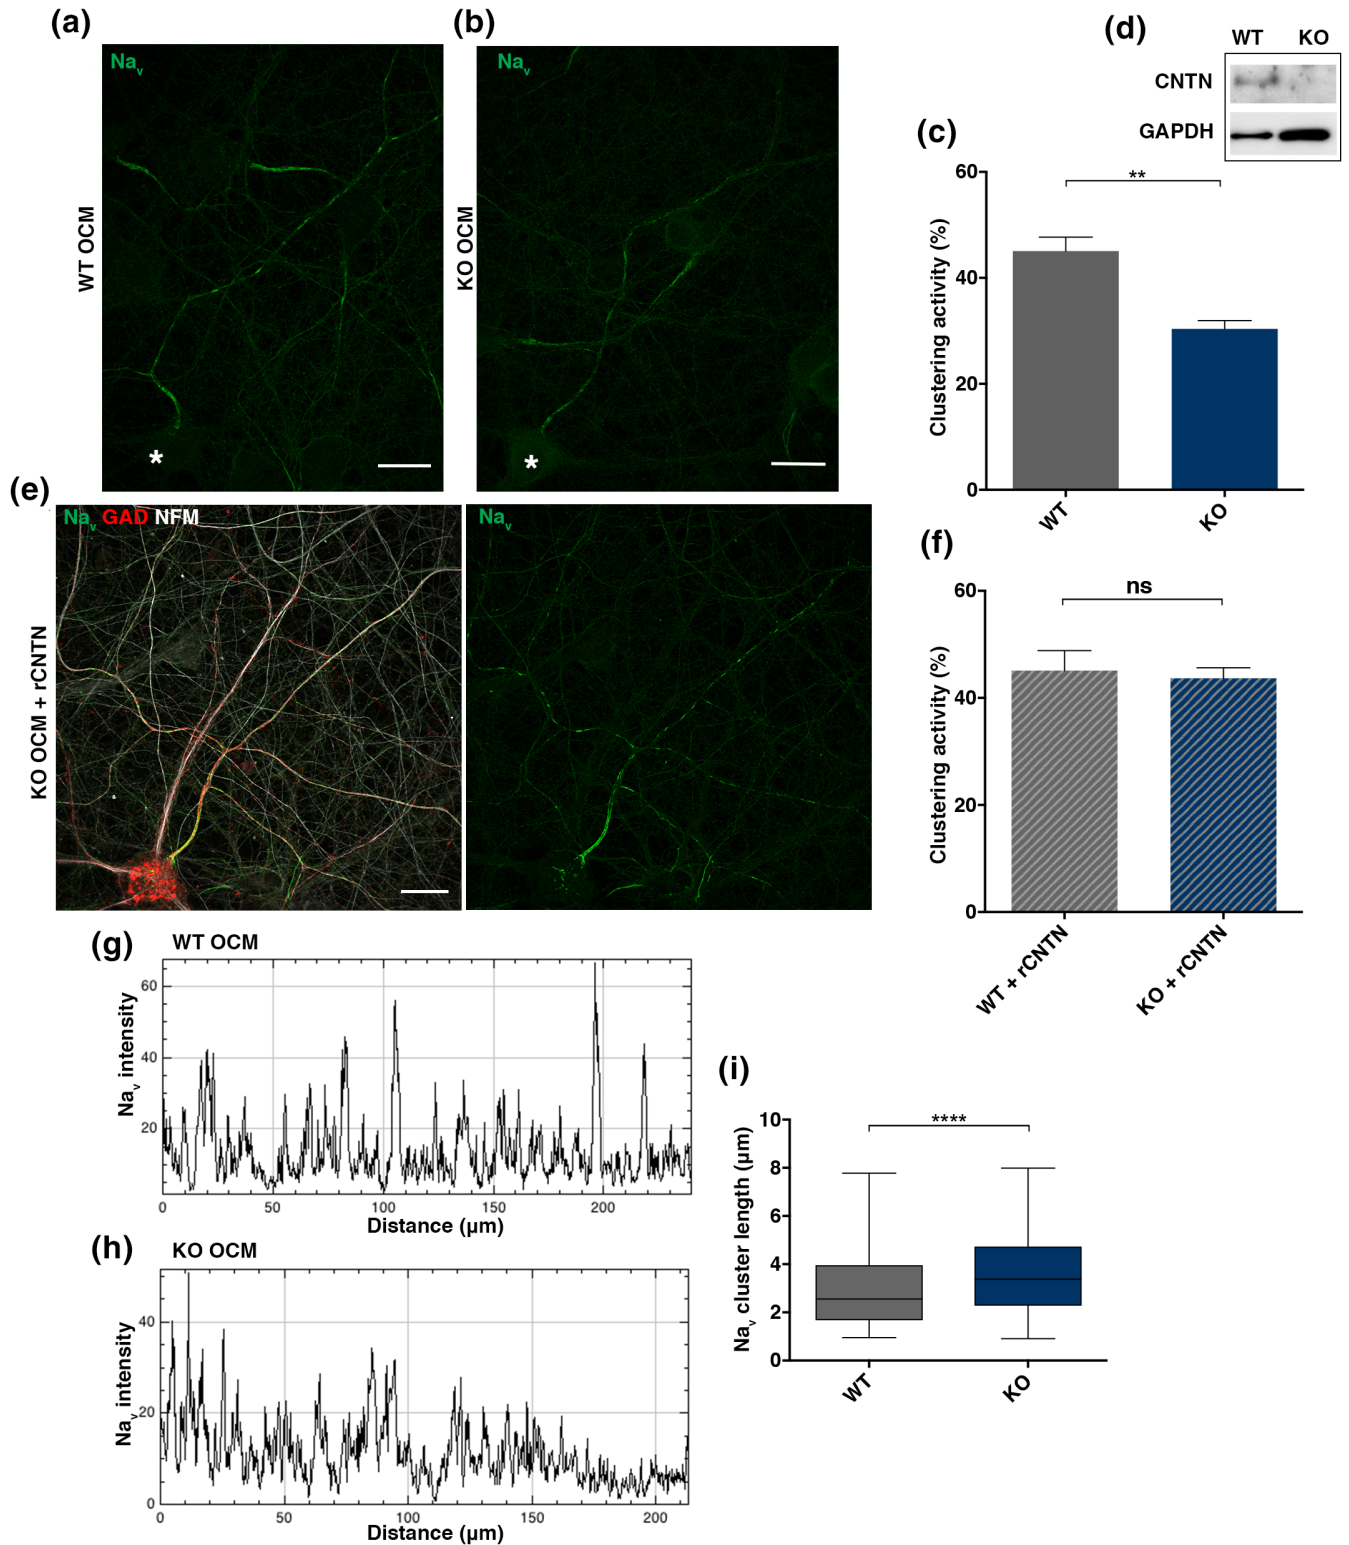 (a)
(b)
(d)
WT KO
CNTN
GAPDH
Nav
WT OCM
Nav
KO OCM
*
*
(c)
Clustering activity (%)
60
40
20
0
**
WT
KO
(e)
Nav GAD NFM
KO OCM + rCNTN
Nav
(f)
Clustering activity (%)
60
40
20
0
ns
WT + rCNTN
KO + rCNTN
(g)
WT OCM
Nav intensity
60
40
20
0 50 100 150 200
Distance (µm)
(h)
KO OCM
Nav intensity
40
20
0
0 50 100 150 200
Distance (µm)
(i)
Nav cluster length (µm)
10
8
6
4
2
0
****
WT
KO